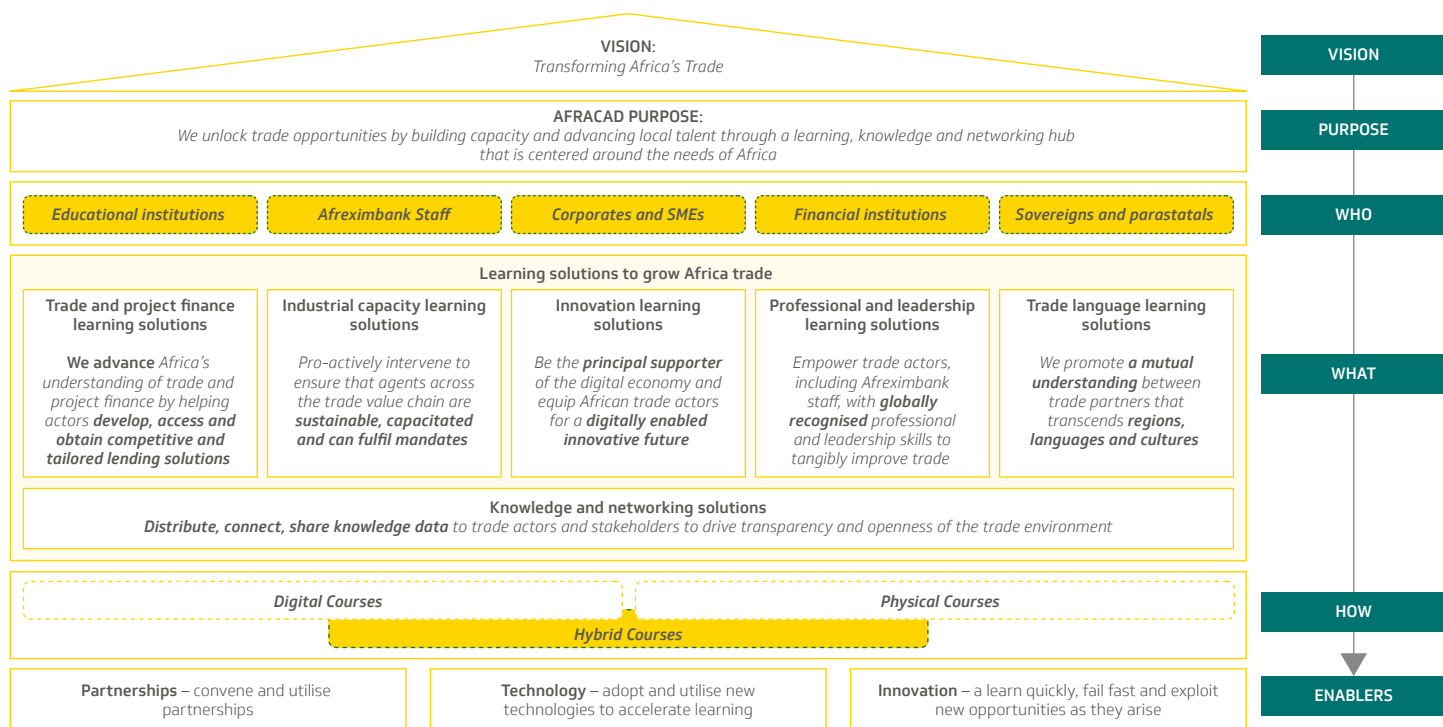 VISION:
Transforming Africa's Trade
VISION
AFRACAD PURPOSE:
We unlock trade opportunities by building capacity and advancing local talent through a learning, knowledge and networking hub
that is centered around the needs of Africa
PURPOSE
Educational institutions
Afreximbank Staff
Corporates and SMEs
Financial institutions
Sovereigns and parastatals
WHO
Learning solutions to grow Africa trade
Trade and project finance
learning solutions
We advance Africa's
understanding of trade and
project finance by helping
actors develop, access and
obtain competitive and
tailored lending solutions
Industrial capacity learning
solutions
Pro-actively intervene to
ensure that agents across
the trade value chain are
sustainable, capacitated
and can fulfil mandates
Innovation learning
solutions
Be the principal supporter
of the digital economy and
equip African trade actors
for a digitally enabled
innovative future
Professional and leadership
learning solutions
Empower trade actors,
including Afreximbank
staff, with globally
recognised professional
and leadership skills to
tangibly improve trade
Trade language learning
solutions
We promote a mutual
understanding between
trade partners that
transcends regions,
languages and cultures
WHAT
Knowledge and networking solutions
Distribute, connect, share knowledge data to trade actors and stakeholders to drive transparency and openness of the trade environment
Digital Courses
Physical Courses
Hybrid Courses
HOW
Partnerships – convene and utilise
partnerships
Technology – adopt and utilise new
technologies to accelerate learning
Innovation – a learn quickly, fail fast and exploit
new opportunities as they arise
ENABLERS